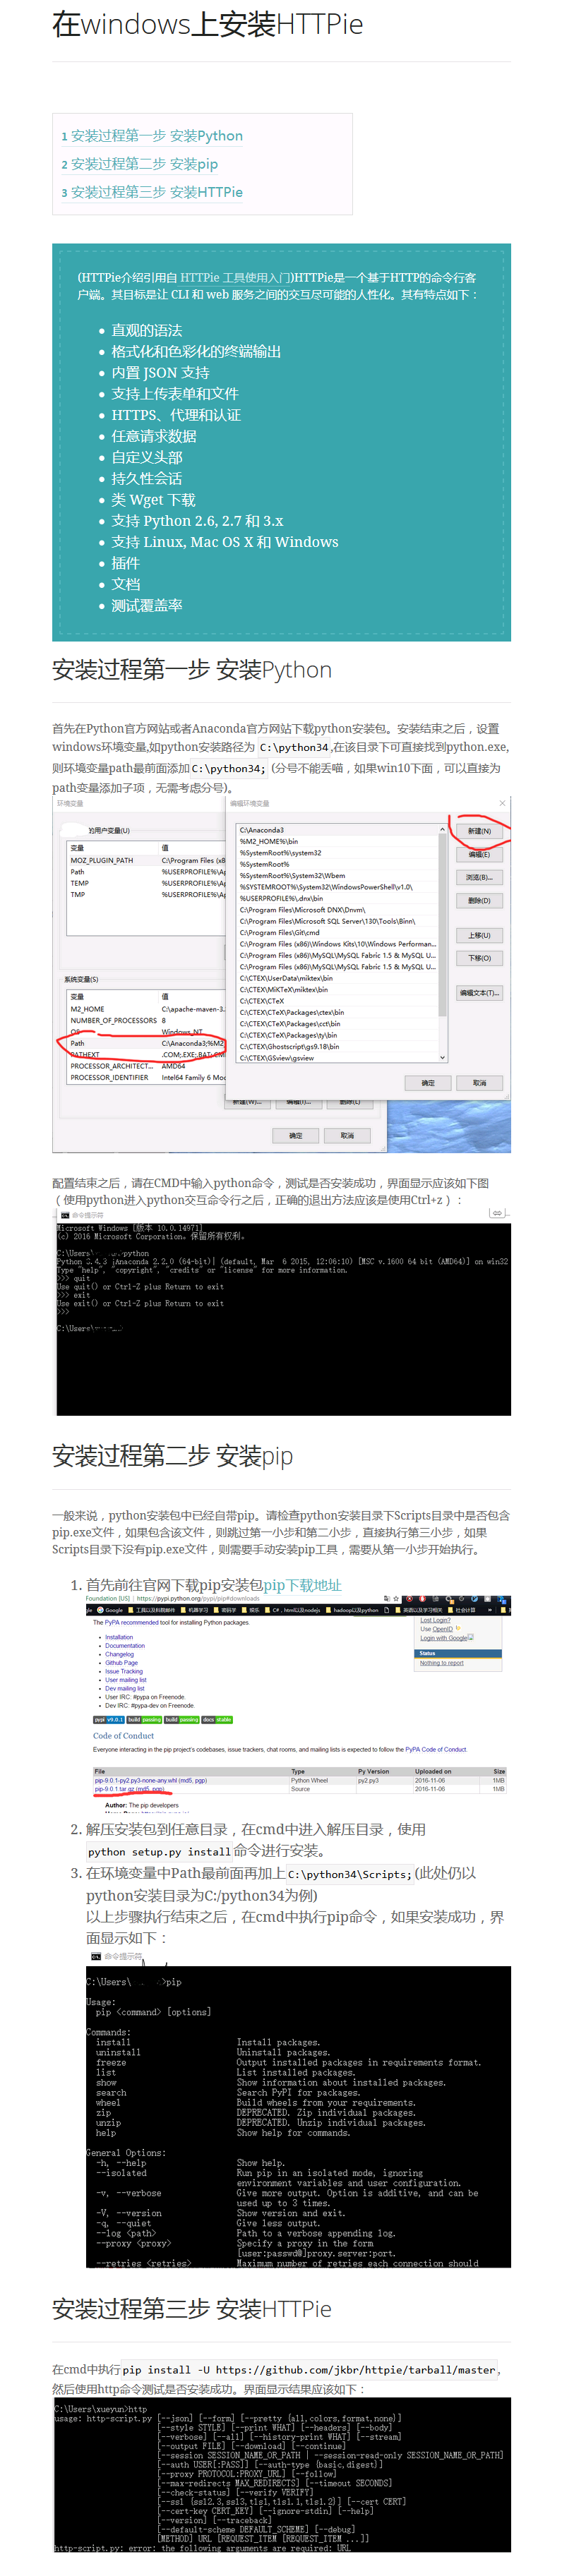 在windows上安装HTTPie
1 安装过程第一步 安装Python
2 安装过程第二步 安装pip
3 安装过程第三步 安装HTTPie
(HTTPie介绍引用自 HTTPie 工具使用入门)HTTPie是一个基于HTTP的命令行客
户端。其目标是让 CLI 和 web 服务之间的交互尽可能的人性化。其有特点如下：
直观的语法
格式化和色彩化的终端输出
内置 JSON 支持
支持上传表单和文件
HTTPS、代理和认证
任意请求数据
自定义头部
持久性会话
类 Wget 下载
支持 Python 2.6, 2.7 和 3.x
支持 Linux, Mac OS X 和 Windows
插件
文档
测试覆盖率
安装过程第一步 安装Python
首先在Python官方网站或者Anaconda官方网站下载python安装包。安装结束之后，设置
windows环境变量,如python安装路径为 C:\python34 ,在该目录下可直接找到python.exe,
则环境变量path最前面添加 C:\python34; (分号不能丢喵，如果win10下面，可以直接为
path变量添加子项，无需考虑分号)。
环境变量
的用户变量(U)
变量 值
MOZ_PLUGIN_PATH C:\Program Files (x8
Path %USERPROFILE%\Ap
TEMP %USERPROFILE%\Ap
TMP %USERPROFILE%\Ap
系统变量(S)
变量 值
M2_HOME C:\apache-maven-3.
NUMBER_OF_PROCESSORS 8
OS Windows_NT
Path C:\Anaconda3;%M2_
PATHEXT .COM;.EXE;.BAT;.CM
PROCESSOR_ARCHITECT... AMD64
PROCESSOR_IDENTIFIER Intel64 Family 6 Mod
新建(W)... 编辑(I)... 删除(L)
确定 取消
编辑环境变量
C:\Anaconda3
%M2_HOME%\bin
%SystemRoot%\system32
%SystemRoot%
%SystemRoot%\System32\Wbem
%SYSTEMROOT%\System32\WindowsPowerShell\v1.0\
%USERPROFILE%\.dnx\bin
C:\Program Files\Microsoft DNX\Dnvm\
C:\Program Files\Microsoft SQL Server\130\Tools\Binn\
C:\Program Files\Git\cmd
C:\Program Files (x86)\Windows Kits\10\Windows Performan...
C:\Program Files (x86)\MySQL\MySQL Fabric 1.5 & MySQL U...
C:\Program Files (x86)\MySQL\MySQL Fabric 1.5 & MySQL U...
C:\CTEX\UserData\miktex\bin
C:\CTEX\MiKTeX\miktex\bin
C:\CTEX\CTeX
C:\CTEX\CTeX\Packages\ctex\bin
C:\CTEX\CTeX\Packages\cct\bin
C:\CTEX\CTeX\Packages\ty\bin
C:\CTEX\Ghostscript\gs9.18\bin
C:\CTEX\GSview\gsview
新建(N)
编辑(E)
浏览(B)...
删除(D)
上移(U)
下移(O)
编辑文本(T)...
确定 取消
配置结束之后，请在CMD中输入python命令，测试是否安装成功，界面显示应该如下图
（ 使用python进入python交互命令行之后，正确的退出方法应该是使用Ctrl+z ）：
命令提示符
Microsoft Windows [版本 10.0.14971]
(c) 2016 Microsoft Corporation。保留所有权利。
C:\Users\ python
Python 3.4.3 |Anaconda 2.2.0 (64-bit)| (default, Mar 6 2015, 12:06:10) [MSC v.1600 64 bit (AMD64)] on win32
Type "help", "copyright", "credits" or "license" for more information.
>>> quit
Use quit() or Ctrl-Z plus Return to exit
>>> exit
Use exit() or Ctrl-Z plus Return to exit
>>>
C:\Users\
安装过程第二步 安装pip
一般来说，python安装包中已经自带pip。请检查python安装目录下Scripts目录中是否包含
pip.exe文件，如果包含该文件，则跳过第一小步和第二小步，直接执行第三小步，如果
Scripts目录下没有pip.exe文件，则需要手动安装pip工具，需要从第一小步开始执行。
1. 首先前往官网下载pip安装包pip下载地址
Foundation [US] https://pypi.python.org/pypi/pip#downloads
The PyPA recommended tool for installing Python packages.
Installation
Documentation
Changelog
Github Page
Issue Tracking
User mailing list
Dev mailing list
User IRC: #pypa on Freenode.
Dev IRC: #pypa-dev on Freenode.
pypi v9.0.1 build passing build passing docs stable
Lost Login?
Use OpenID
Login with Google
Status
Nothing to report
Code of Conduct
Everyone interacting in the pip project's codebases, issue trackers, chat rooms, and mailing lists is expected to follow the PyPA Code of Conduct.
File Type Py Version Uploaded on Size
pip-9.0.1-py2.py3-none-any.whl (md5, pgp) Python Wheel py2.py3 2016-11-06 1MB
pip-9.0.1.tar.gz (md5, pgp) Source 2016-11-06 1MB
Author: The pip developers
2. 解压安装包到任意目录，在cmd中进入解压目录，使用
python setup.py install 命令进行安装。
3. 在环境变量中Path最前面再加上 C:\python34\Scripts; (此处仍以
python安装目录为C:/python34为例)
以上步骤执行结束之后，在cmd中执行pip命令，如果安装成功，界
面显示如下：
命令提示符
C:\Users\ >pip
Usage:
pip <command> [options]
Commands:
install Install packages.
uninstall Uninstall packages.
freeze Output installed packages in requirements format.
list List installed packages.
show Show information about installed packages.
search Search PyPI for packages.
wheel Build wheels from your requirements.
zip DEPRECATED. Zip individual packages.
unzip DEPRECATED. Unzip individual packages.
help Show help for commands.
General Options:
-h, --help Show help.
--isolated Run pip in an isolated mode, ignoring
environment variables and user configuration.
-v, --verbose Give more output. Option is additive, and can be
used up to 3 times.
-V, --version Show version and exit.
-q, --quiet Give less output.
--log <path> Path to a verbose appending log.
--proxy <proxy> Specify a proxy in the form
[user:passwd@]proxy.server:port.
--retries <retries> Maximum number of retries each connection should
安装过程第三步 安装HTTPie
在cmd中执行 pip install -U https://github.com/jkbr/httpie/tarball/master ,
然后使用http命令测试是否安装成功。界面显示结果应该如下：
C:\Users\xueyun>http
usage: http-script.py [--json] [--form] [--pretty {all,colors,format,none}]
[--style STYLE] [--print WHAT] [--headers] [--body]
[--verbose] [--all] [--history-print WHAT] [--stream]
[--output FILE] [--download] [--continue]
[--session SESSION_NAME_OR_PATH | --session-read-only SESSION_NAME_OR_PATH]
[--auth USER[:PASS]] [--auth-type {basic,digest}]
[--proxy PROTOCOL:PROXY_URL] [--follow]
[--max-redirects MAX_REDIRECTS] [--timeout SECONDS]
[--check-status] [--verify VERIFY]
[--ssl {ssl2.3,ssl3,tls1,tls1.1,tls1.2}] [--cert CERT]
[--cert-key CERT_KEY] [--ignore-stdin] [--help]
[--version] [--traceback]
[--default-scheme DEFAULT_SCHEME] [--debug]
[METHOD] URL [REQUEST_ITEM [REQUEST_ITEM ...]]
http-script.py: error: the following arguments are required: URL